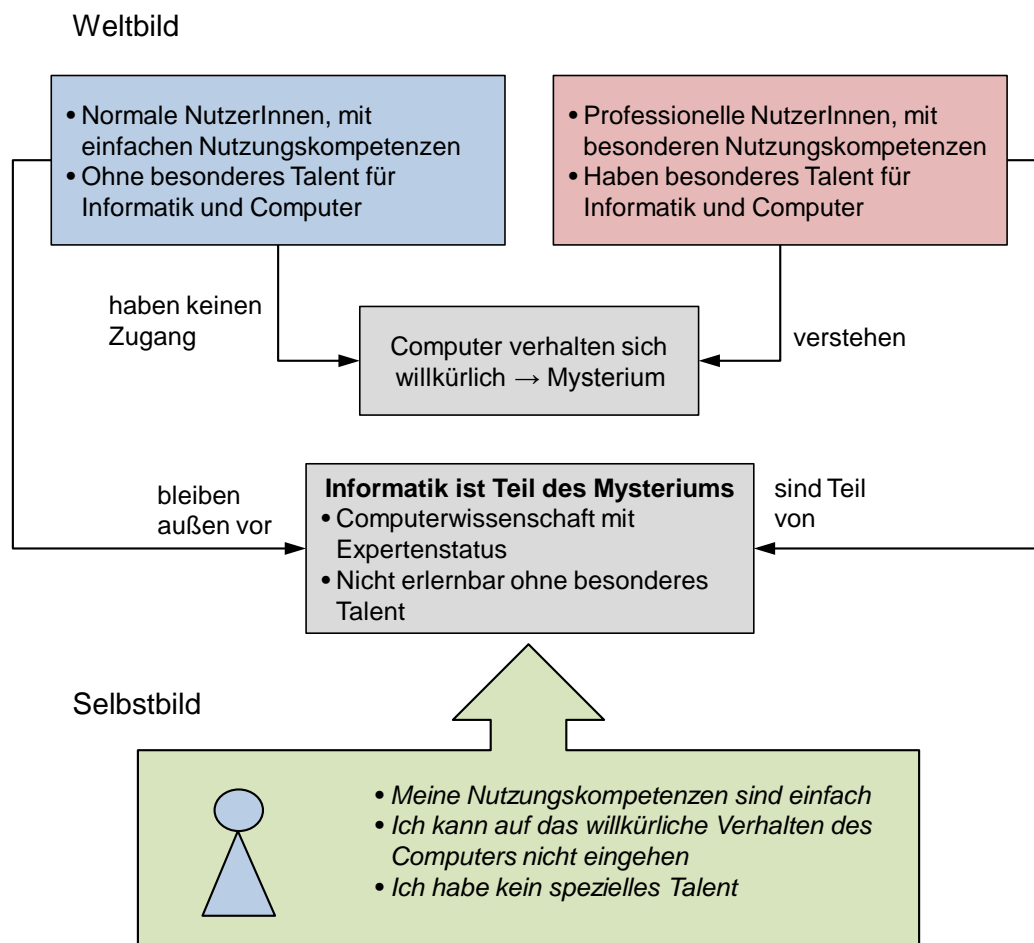 Weltbild
• Normale NutzerInnen, mit
einfachen Nutzungskompetenzen
• Ohne besonderes Talent für
Informatik und Computer
• Professionelle NutzerInnen, mit
besonderen Nutzungskompetenzen
• Haben besonderes Talent für
Informatik und Computer
haben keinen
Zugang
Computer verhalten sich
willkürlich → Mysterium
verstehen
bleiben
außen vor
Informatik ist Teil des Mysteriums
• Computerwissenschaft mit
Expertenstatus
• Nicht erlernbar ohne besonderes
Talent
sind Teil
von
Selbstbild
• Meine Nutzungskompetenzen sind einfach
• Ich kann auf das willkürliche Verhalten des
Computers nicht eingehen
• Ich habe kein spezielles Talent